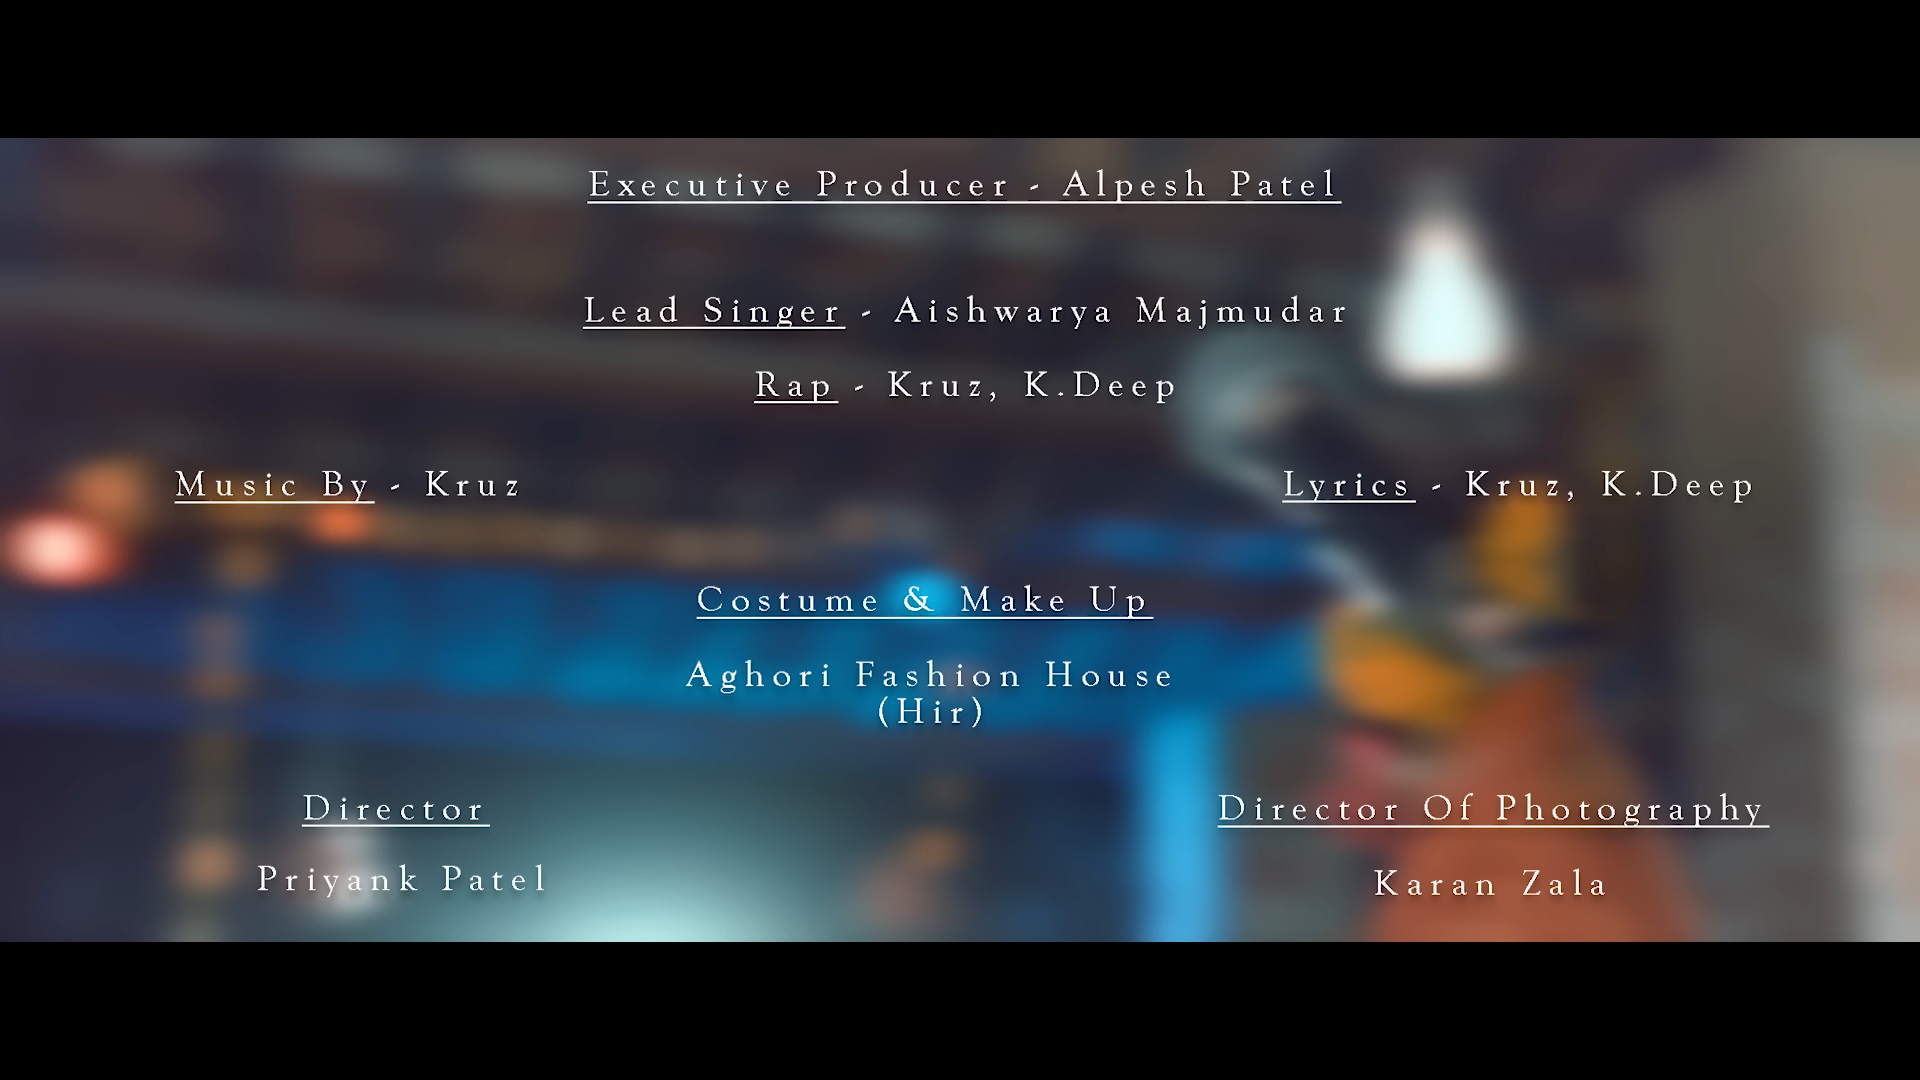 Executive Producer - Alpesh Patel
Lead Singer - Aishwarya Majmudar
Rap - Kruz, K.Deep
Music By - Kruz
Lyrics - Kruz, K.Deep
Costume & Make Up
Aghori Fashion House
(Hir)
Director
Priyank Patel
Director Of Photography
Karan Zala